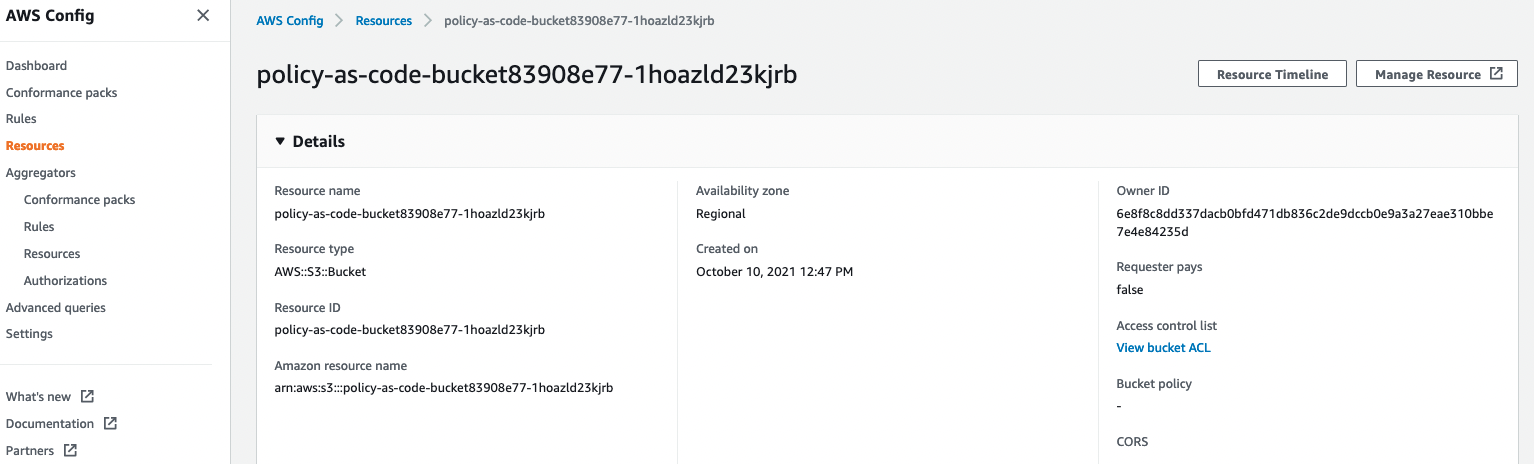 AWS Config
Dashboard
Conformance packs
Rules
Resources
Aggregators
Conformance packs
Rules
Resources
Authorizations
Advanced queries
Settings
What's new
Documentation
Partners
AWS Config > Resources > policy-as-code-bucket83908e77-1hoazld23kjrb
policy-as-code-bucket83908e77-1hoazld23kjrb
Resource Timeline
Manage Resource
Details
Resource name
policy-as-code-bucket83908e77-1hoazld23kjrb
Resource type
AWS::S3::Bucket
Resource ID
policy-as-code-bucket83908e77-1hoazld23kjrb
Amazon resource name
arn:aws:s3:::policy-as-code-bucket83908e77-1hoazld23kjrb
Availability zone
Regional
Created on
October 10, 2021 12:47 PM
Owner ID
6e8f8c8dd337dacb0bfd471db836c2de9dccb0e9a3a27eae310bbe
7e4e84235d
Requester pays
false
Access control list
View bucket ACL
Bucket policy
-
CORS